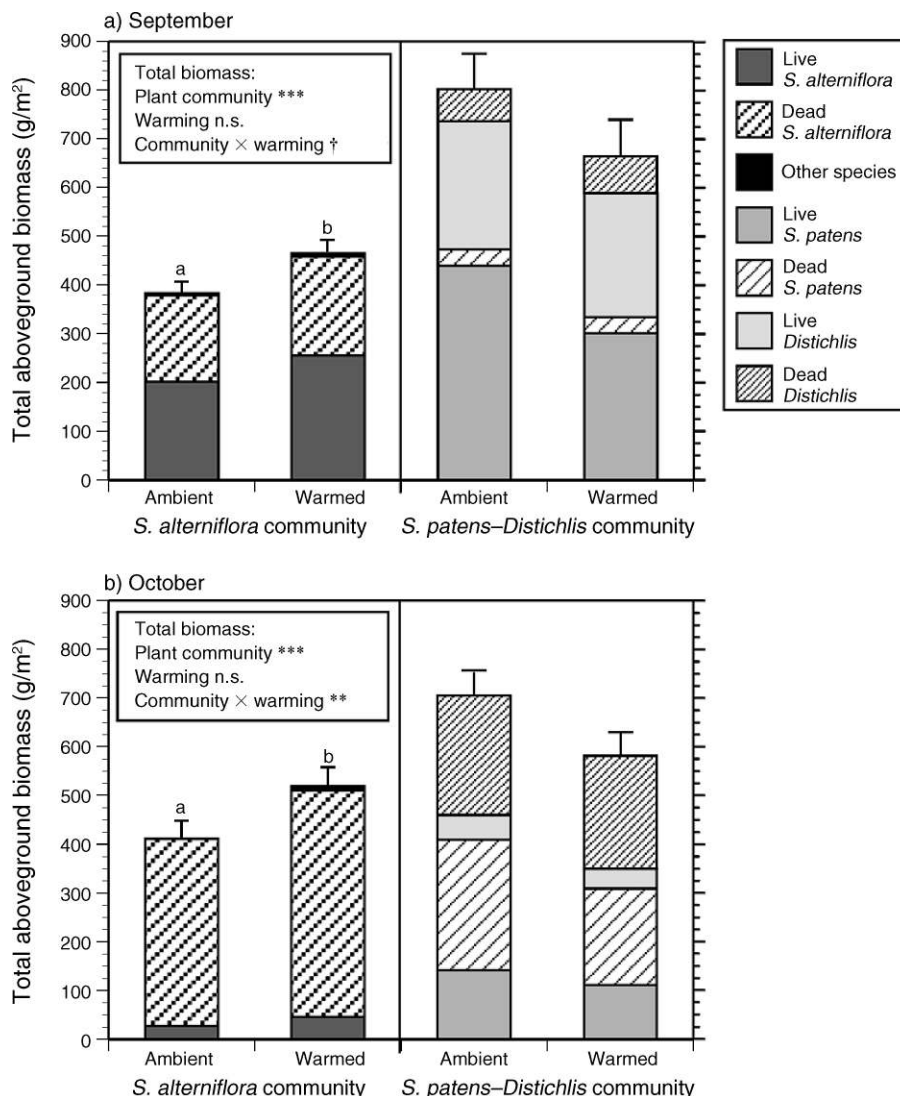 a) September
Total aboveground biomass (g/m²)
900
800
700
600
500
400
300
200
100
0
Total biomass:
Plant community ***
Warming n.s.
Community × warming †
a
b
Ambient
Warmed
Ambient
Warmed
S. alterniflora community
S. patens–Distichlis community
Live
S. alterniflora
Dead
S. alterniflora
Other species
Live
S. patens
Dead
S. patens
Live
Distichlis
Dead
Distichlis
b) October
Total aboveground biomass (g/m²)
900
800
700
600
500
400
300
200
100
0
Total biomass:
Plant community ***
Warming n.s.
Community × warming **
a
b
Ambient
Warmed
Ambient
Warmed
S. alterniflora community
S. patens–Distichlis community